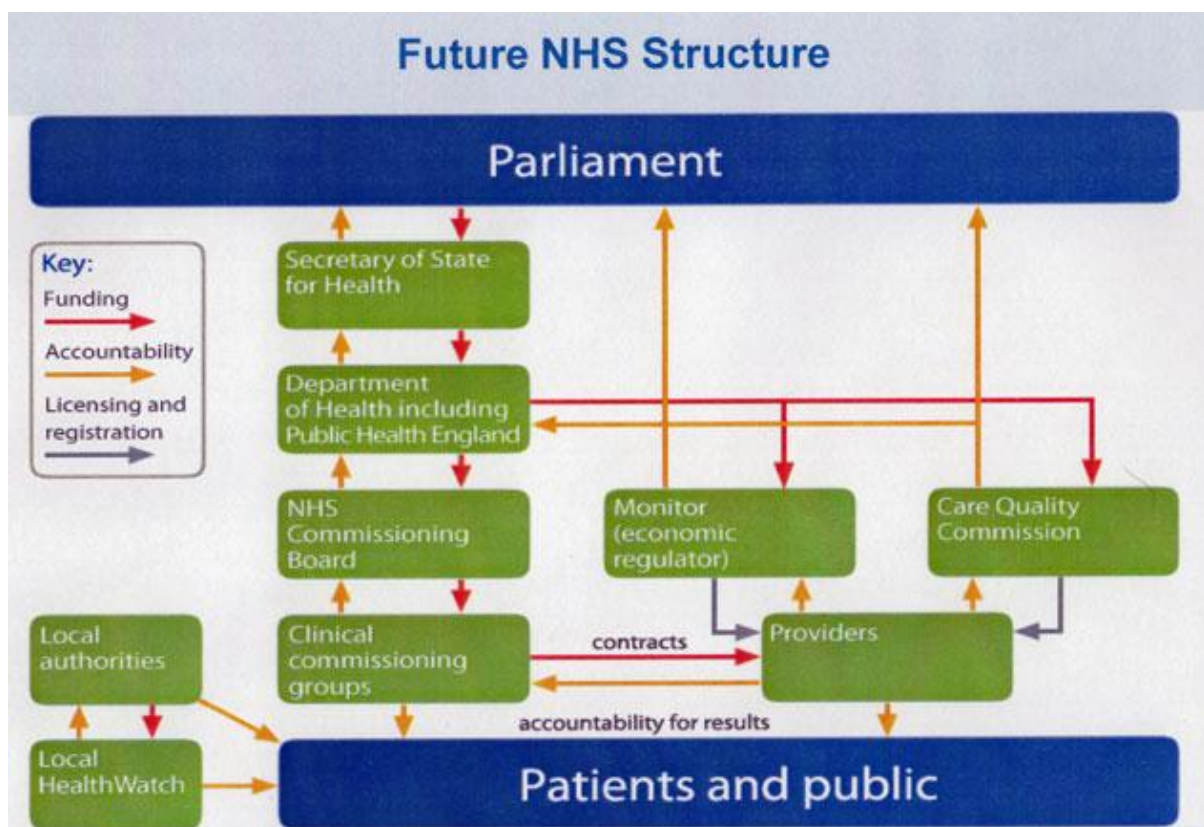 Future NHS Structure
Parliament
Key:
Funding
Accountability
Licensing and
registration
Secretary of State
for Health
Department
of Health including
Public Health England
NHS
Commissioning
Board
Monitor
(economic
regulator)
Care Quality
Commission
Local
authorities
Clinical
commissioning
groups
contracts
Providers
accountability for results
Local
HealthWatch
Patients and public